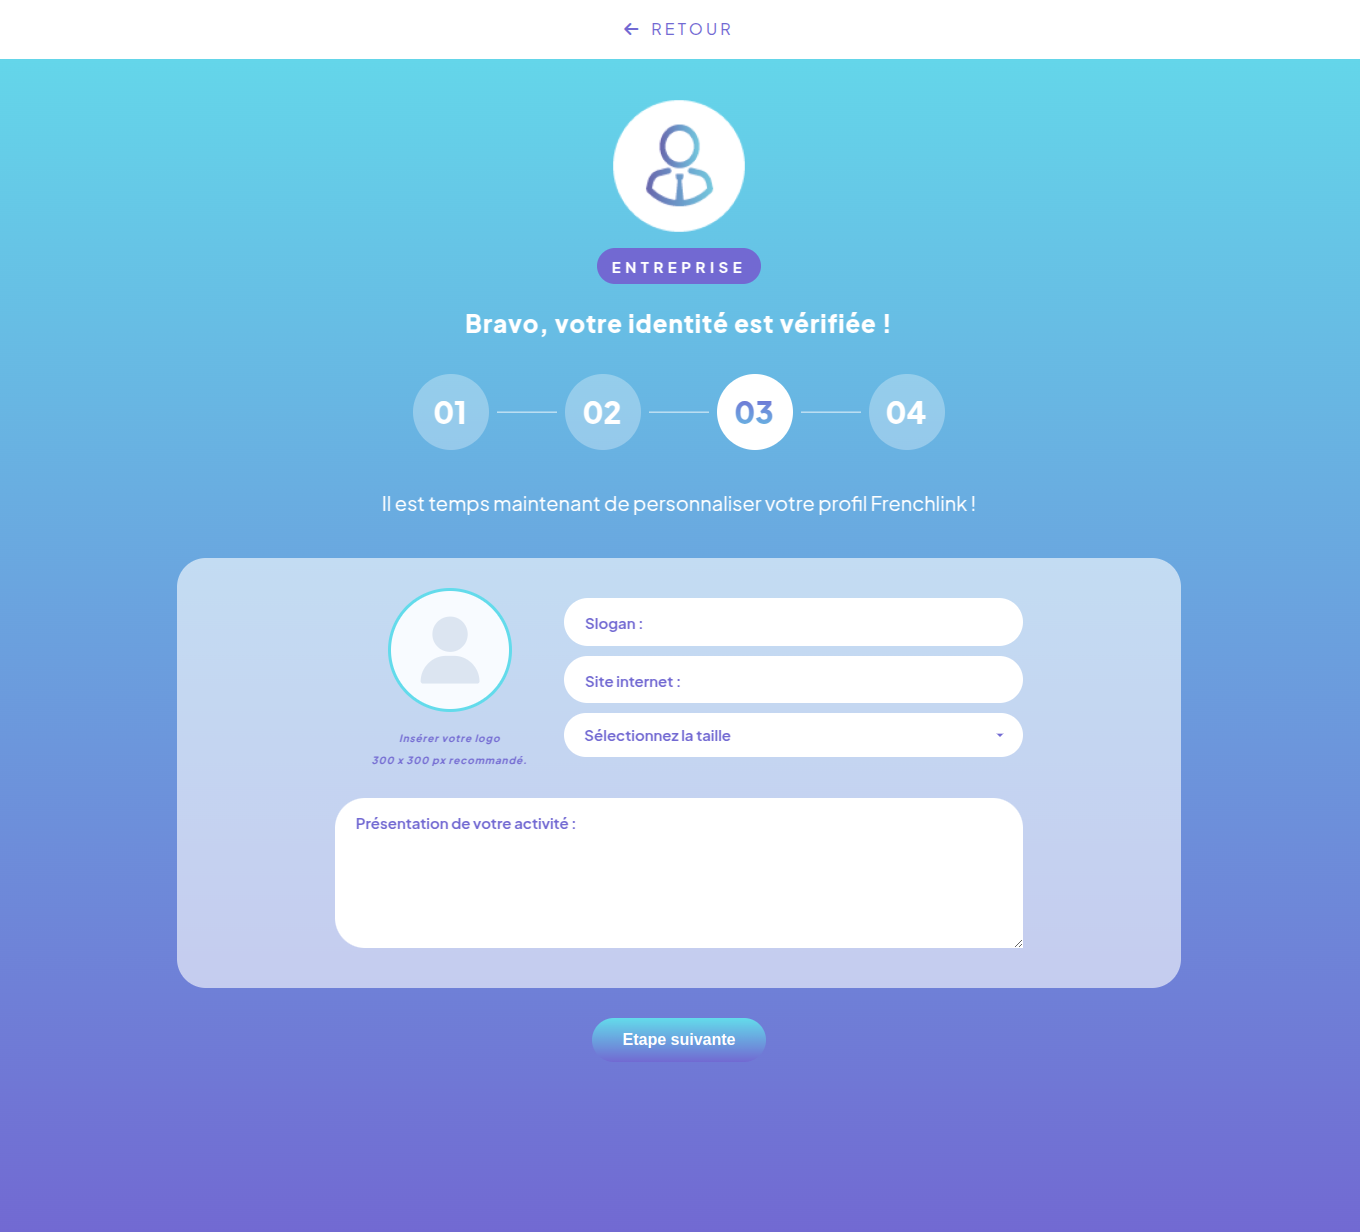 RETOUR
ENTREPRISE
Bravo, votre identité est vérifiée !
01 02 03 04
Il est temps maintenant de personnaliser votre profil Frenchlink !
Slogan :
Site internet :
Sélectionnez la taille
Insérer votre logo
300 x 300 px recommandé.
Présentation de votre activité :
Etape suivante